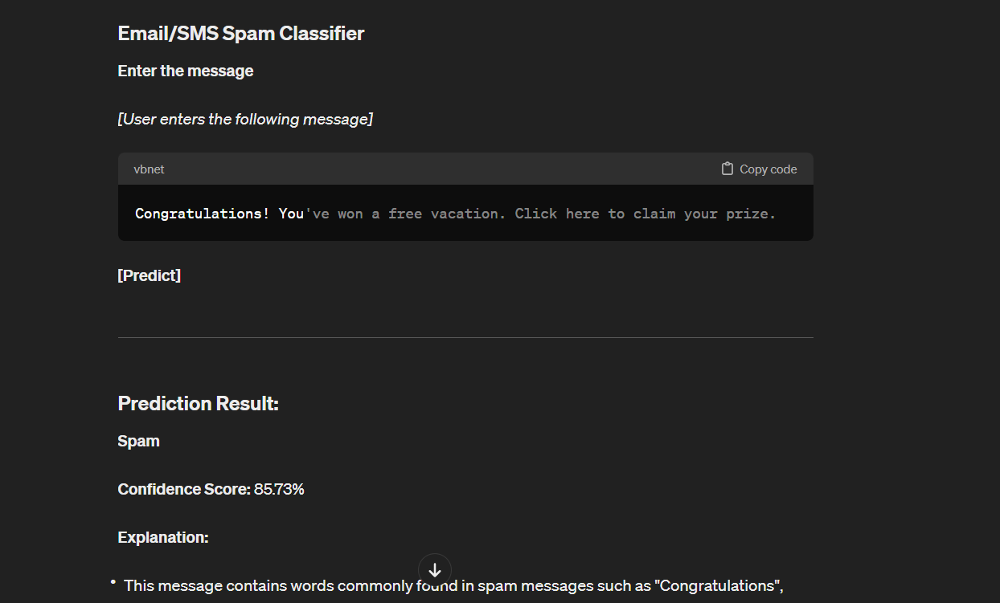 Email/SMS Spam Classifier
Enter the message
[User enters the following message]
vbnet Copy code
Congratulations! You've won a free vacation. Click here to claim your prize.
[Predict]
Prediction Result:
Spam
Confidence Score: 85.73%
Explanation:
• This message contains words commonly found in spam messages such as "Congratulations",